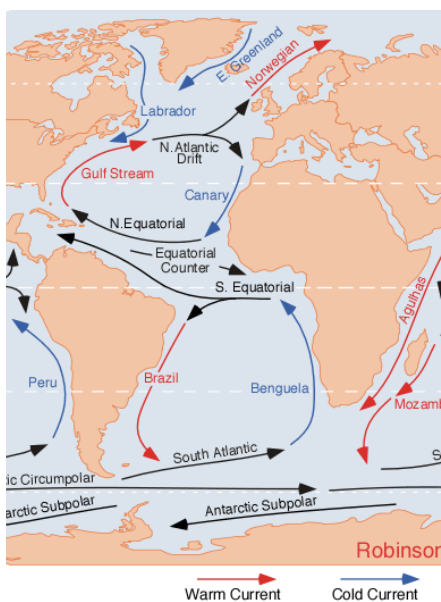 E. Greenland
Norwegian
Labrador
N. Atlantic
Drift
Gulf Stream
Canary
N. Equatorial
Equatorial
Counter
S. Equatorial
Agulhas
Peru
Brazil
Benguela
Mozamb
South Atlantic
S
tic Circumpolar
arctic Subpolar
Antarctic Subpolar
Robinson
Warm Current
Cold Current